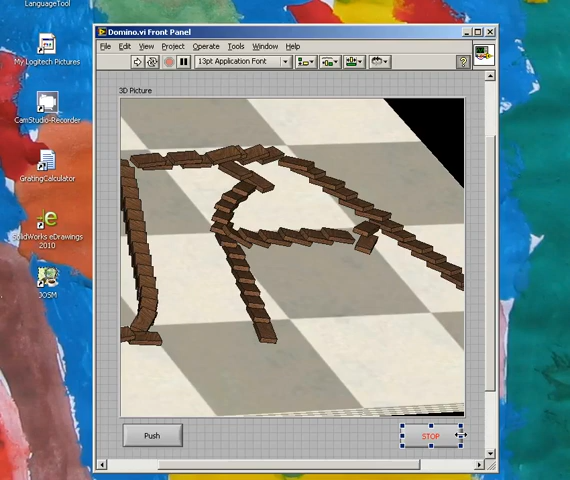 LanguageTool
My Logitech Pictures
CamStudio-Recorder
GratingCalculator
SolidWorks eDrawings
2010
JOSM
Domino.vi Front Panel
File Edit View Project Operate Tools Window Help
13pt Application Font
?
3D Picture
Push
STOP